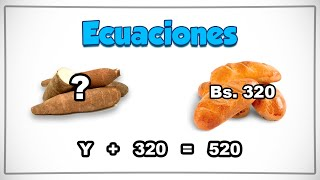 Ecuaciones
?
Bs. 320
Y + 320 = 520